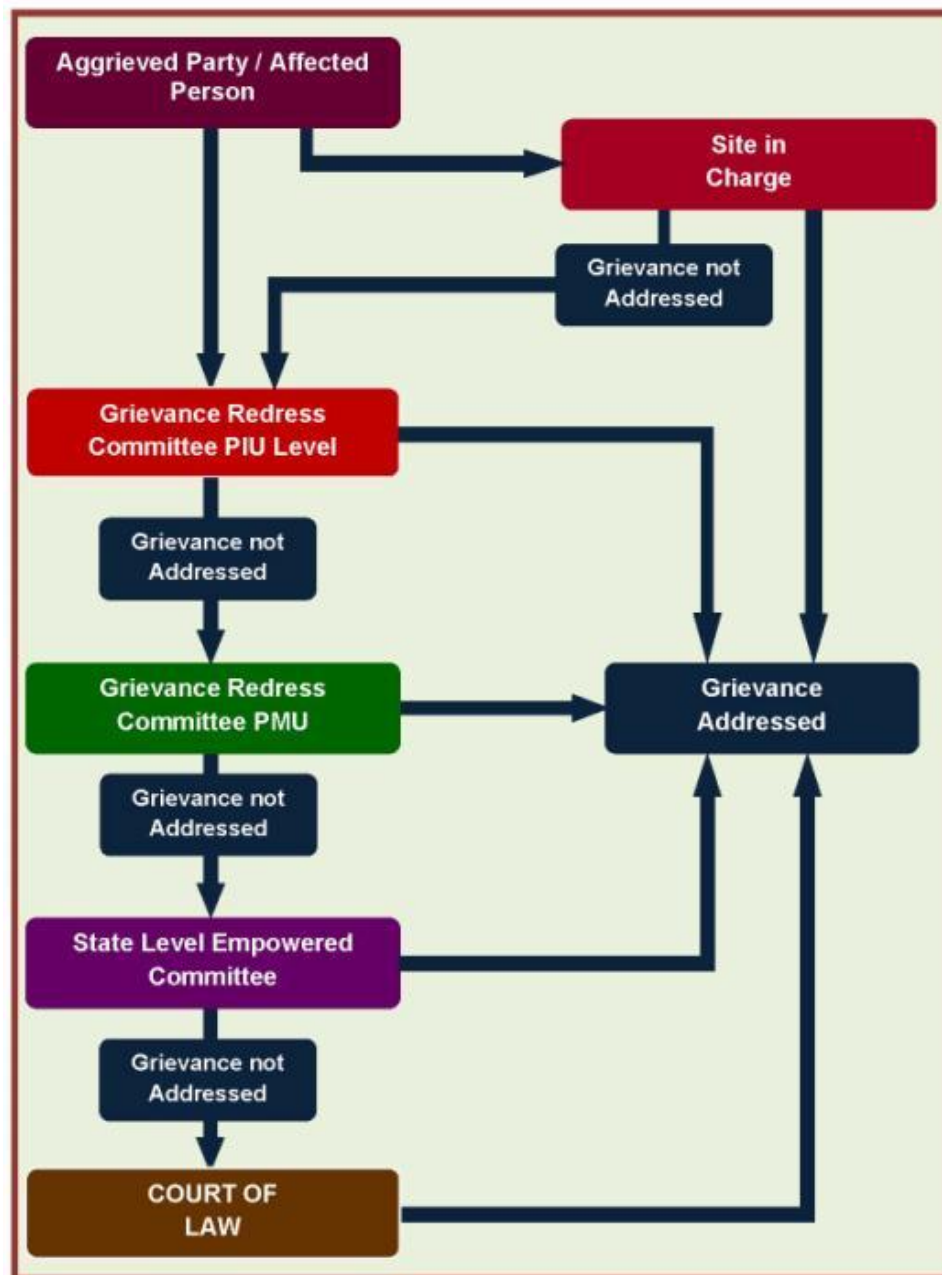 Aggrieved Party / Affected
Person
Site in
Charge
Grievance not
Addressed
Grievance Redress
Committee PIU Level
Grievance not
Addressed
Grievance Redress
Committee PMU
Grievance
Addressed
Grievance not
Addressed
State Level Empowered
Committee
Grievance not
Addressed
COURT OF
LAW